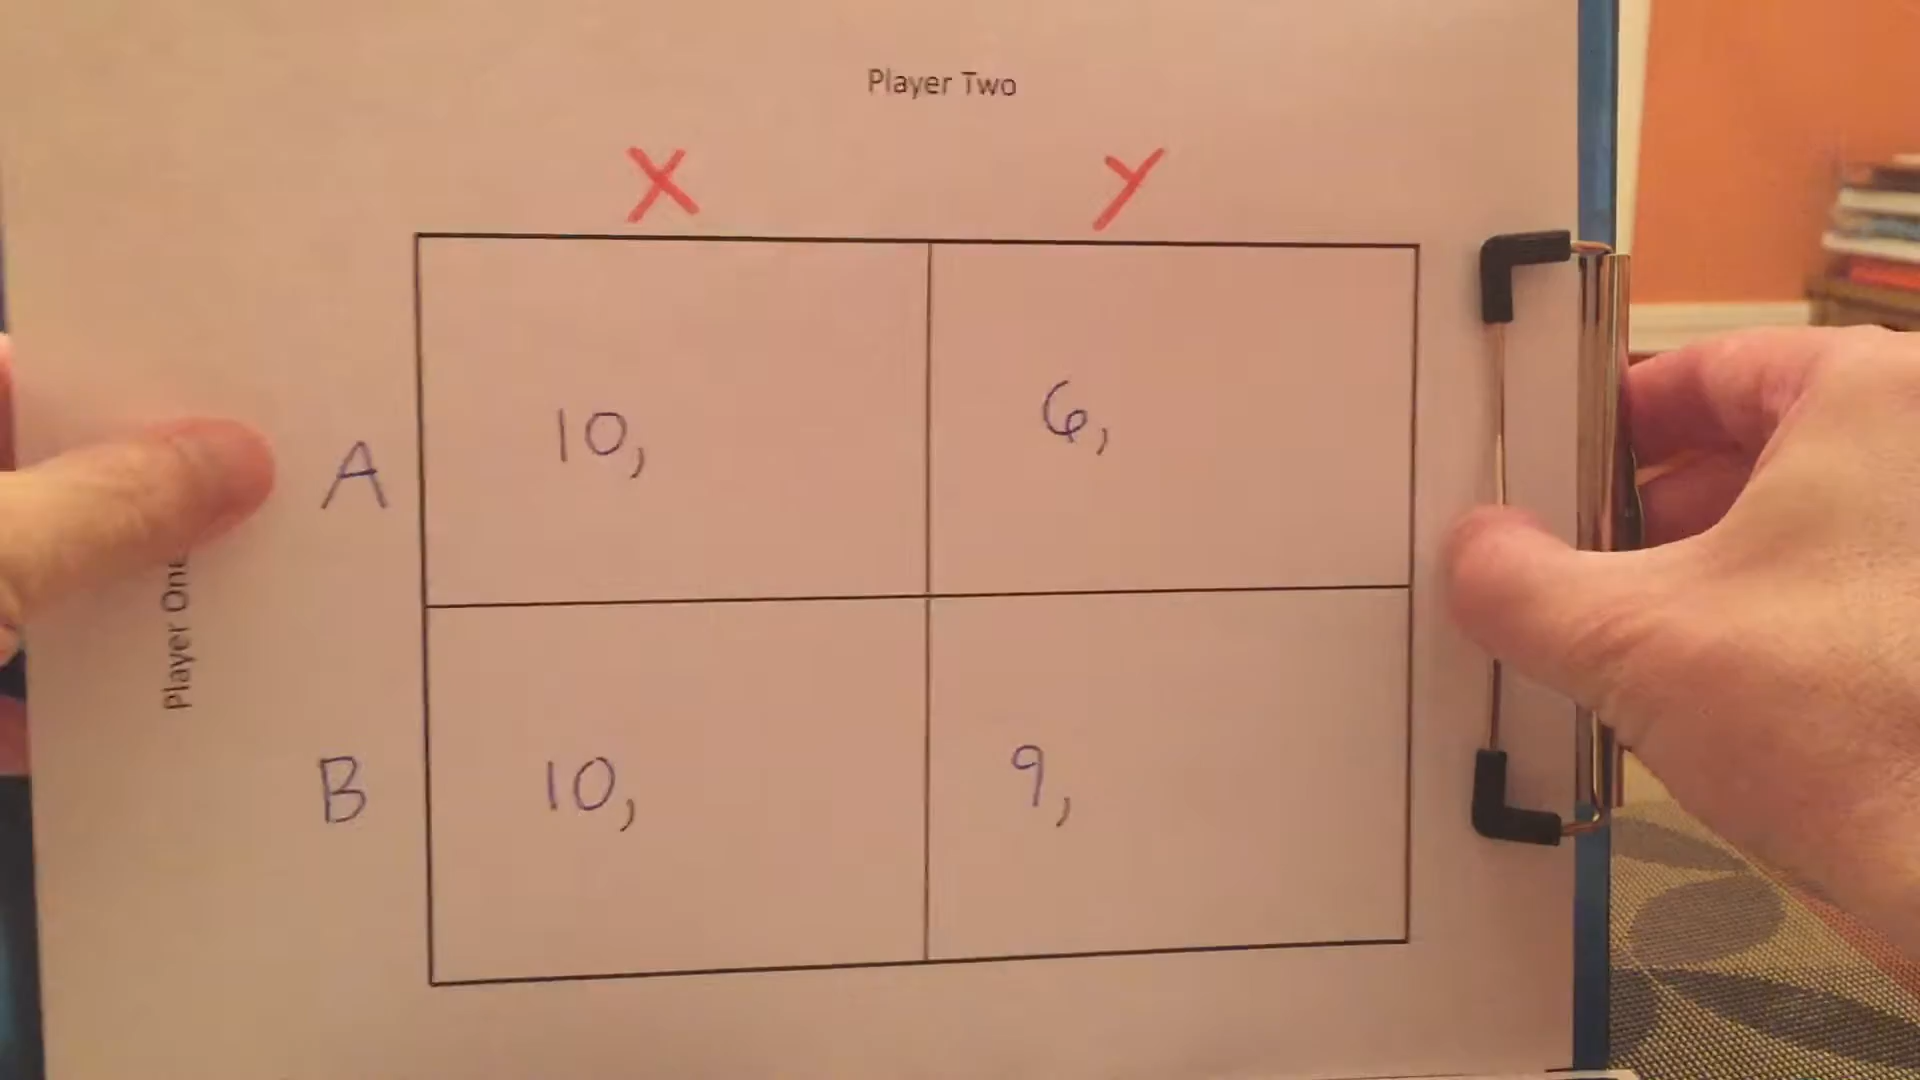 Player Two
X Y
A 10, 6,
Player One
B 10, 9,